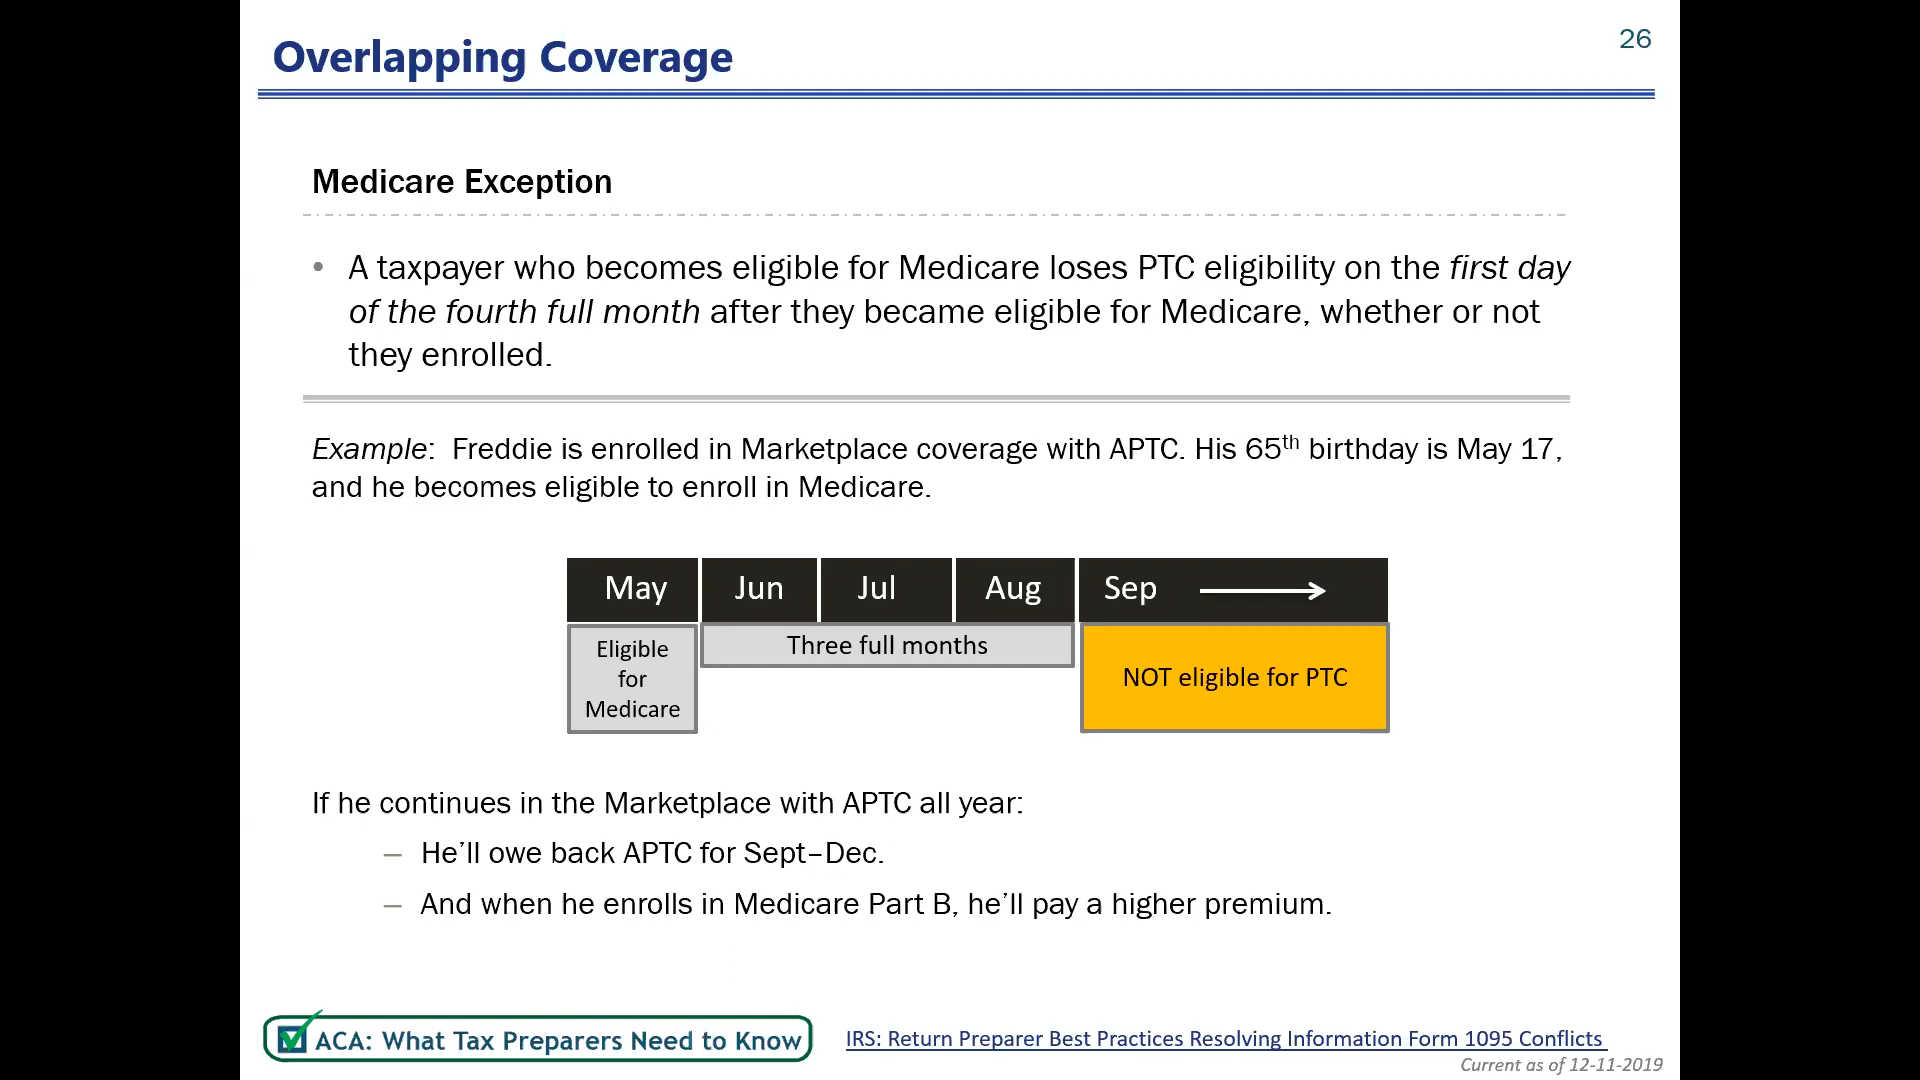 Overlapping Coverage
26
Medicare Exception
• A taxpayer who becomes eligible for Medicare loses PTC eligibility on the first day
of the fourth full month after they became eligible for Medicare, whether or not
they enrolled.
Example: Freddie is enrolled in Marketplace coverage with APTC. His 65th birthday is May 17,
and he becomes eligible to enroll in Medicare.
May Jun Jul Aug Sep
Eligible
for
Medicare
Three full months
NOT eligible for PTC
If he continues in the Marketplace with APTC all year:
– He’ll owe back APTC for Sept–Dec.
– And when he enrolls in Medicare Part B, he’ll pay a higher premium.
ACA: What Tax Preparers Need to Know
IRS: Return Preparer Best Practices Resolving Information Form 1095 Conflicts
Current as of 12-11-2019